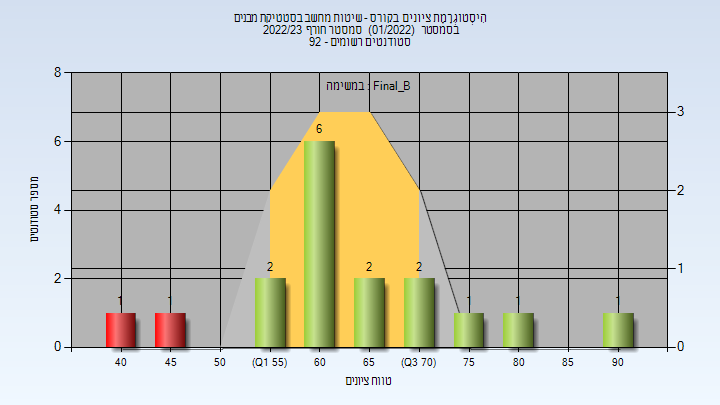 היסטוגרמת ציונים בקורס - שיטות מחשב בסטטיקת מבנים
בסמסטר (01/2022) סמסטר חורף 2022/23
סטודנטים רשומים - 92
במשימה : Final_B
מספר סטודנטים
8
6
4
2
0
3
2
1
0
1
1
2
6
2
2
1
1
1
40 45 50 (Q1 55) 60 65 (Q3 70) 75 80 85 90
טווח ציונים